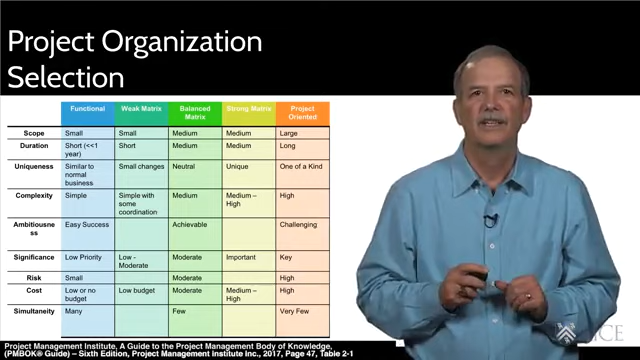 Project Organization
Selection
Functional Weak Matrix Balanced Matrix Strong Matrix Project Oriented
Scope Small Small Medium Medium Large
Duration Short (<<1 year) Short Medium Medium Long
Uniqueness Similar to normal business Small changes Neutral Unique One of a Kind
Complexity Simple Simple with some coordination Medium Medium – High High
Ambitiousness Easy Success Achievable Challenging
Significance Low Priority Low - Moderate Moderate Important Key
Risk Small Moderate High
Cost Low or no budget Low budget Moderate Medium – High High
Simultaneity Many Few Very Few
Project Management Institute, A Guide to the Project Management Body of Knowledge,
(PMBOK® Guide) – Sixth Edition, Project Management Institute Inc., 2017, Page 47, Table 2-1